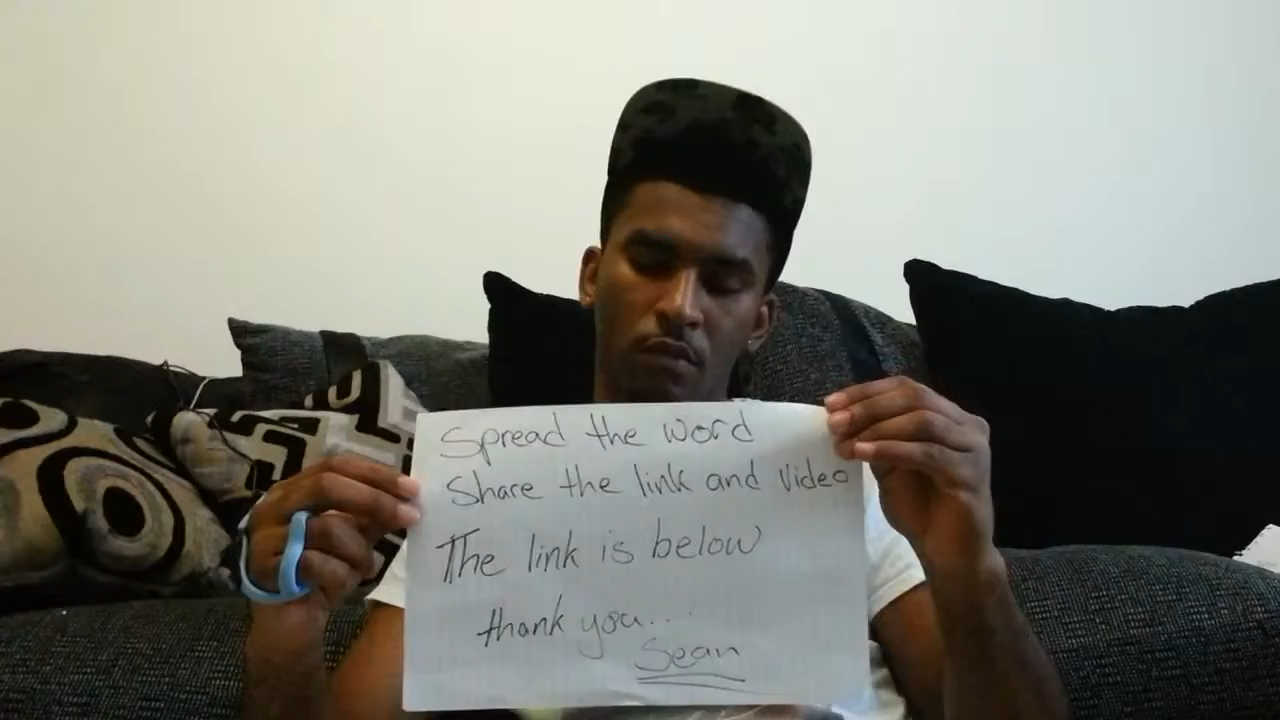 Spread the word
Share the link and video
The link is below
thank you...
Sean